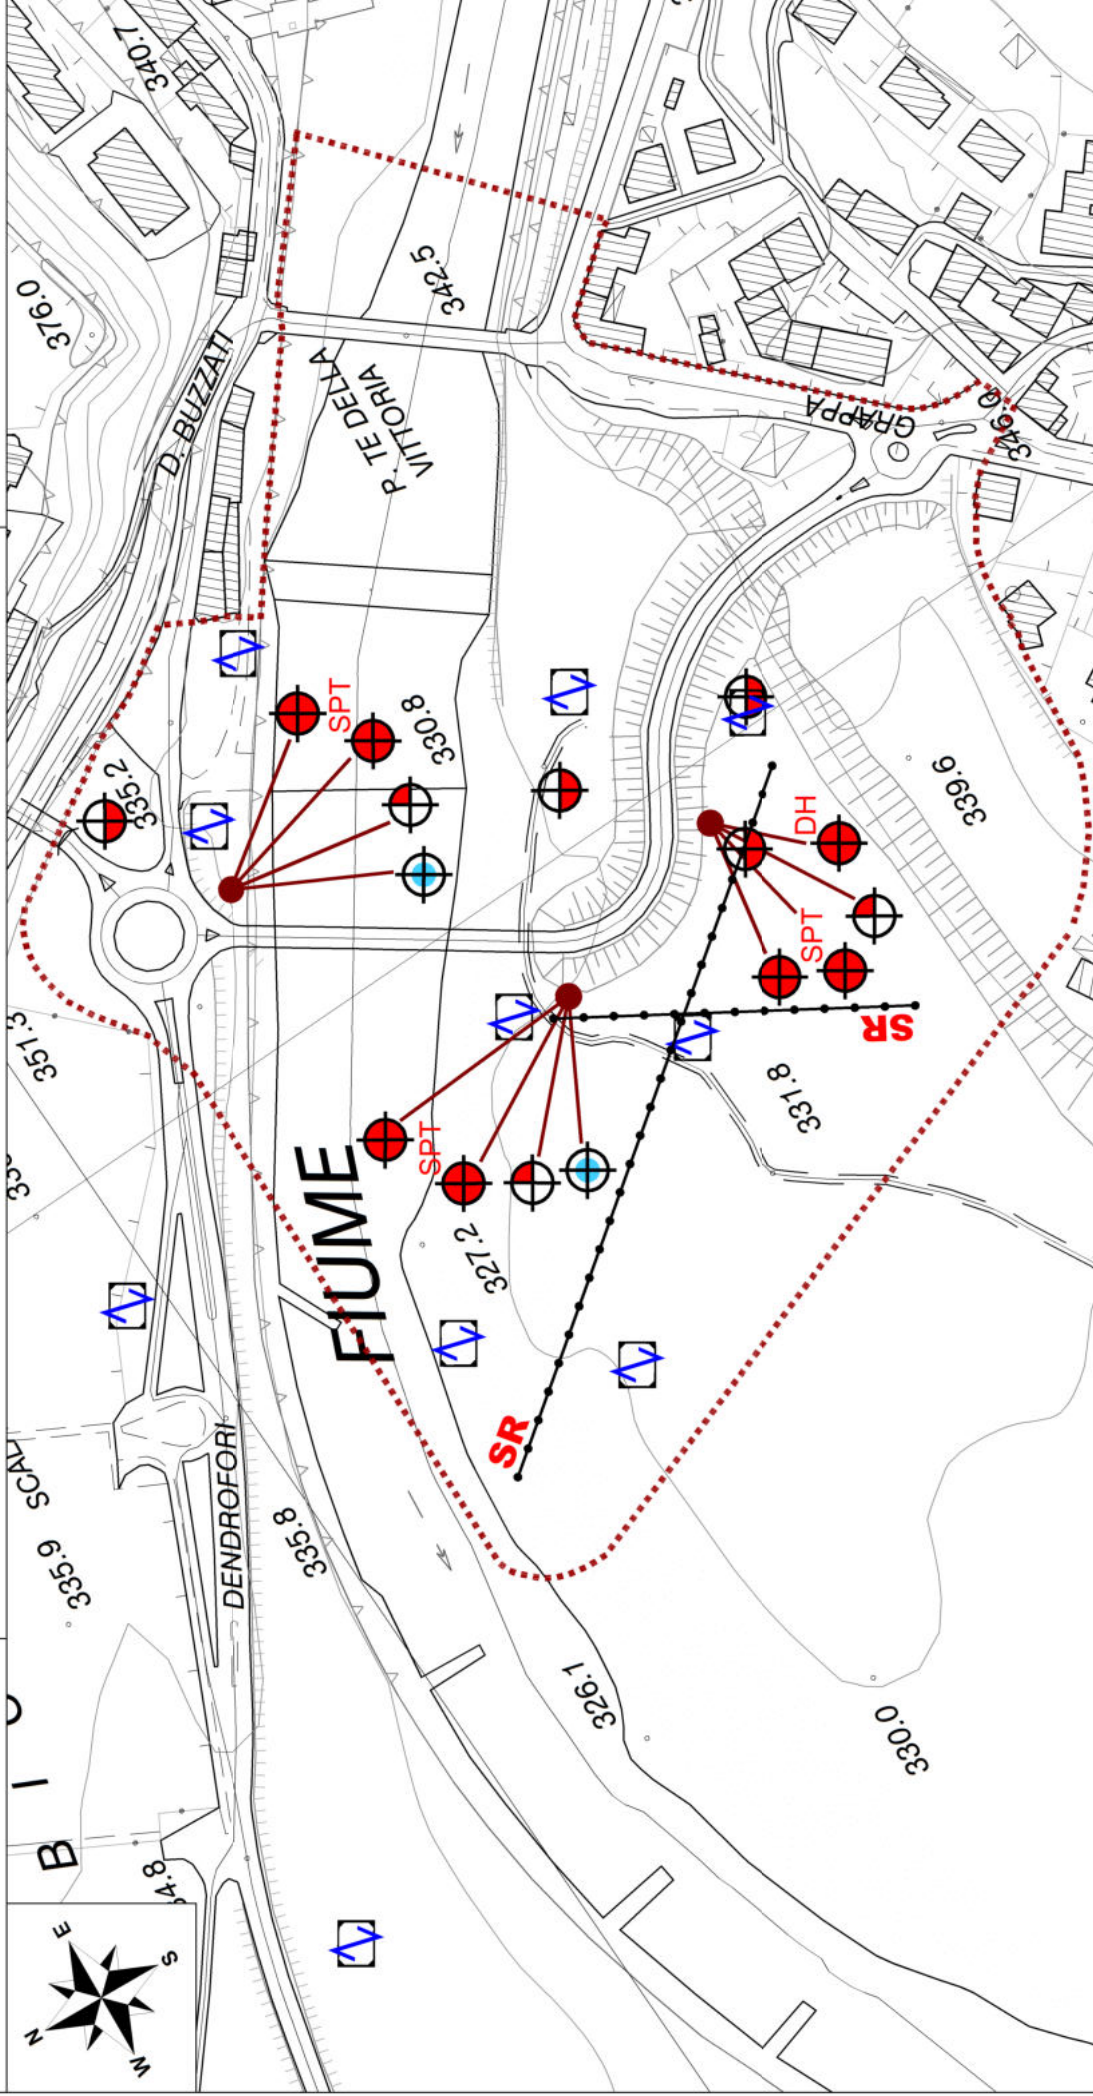 340.7
376.0
D. BUZZATI
342.5
P. TE DELLA
VITTORIA
GRAPPA
346.0
335.2
SPT
330.8
339.6
DH
SPT
SR
351.3
SPT
331.8
FIUME
327.2
SR
SCAL
335.9
DENDROFORI
335.8
326.1
330.0
B I
34.8
N
E
S
W